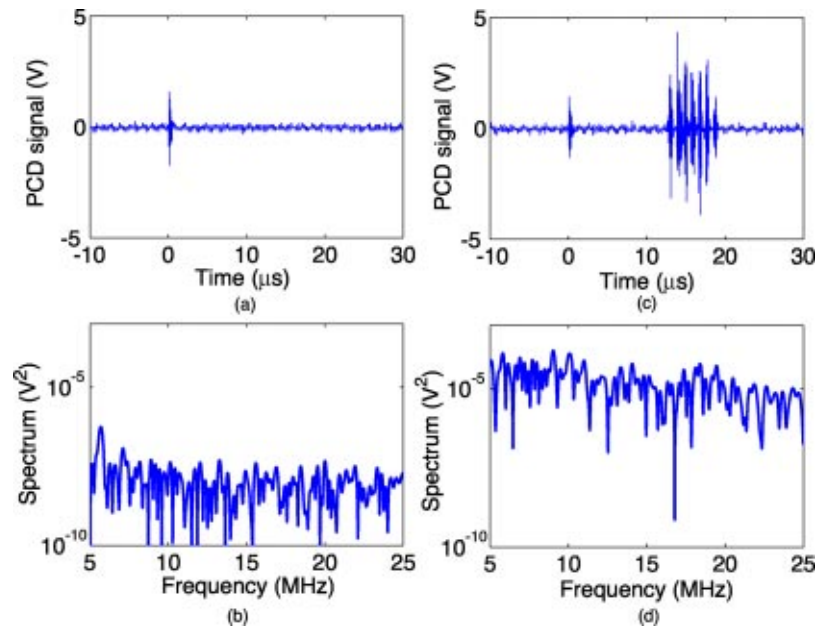 5
PCD signal (V)
0
-5
-10 0 10 20 30
Time (μs)
(a)
5
PCD signal (V)
0
-5
-10 0 10 20 30
Time (μs)
(c)
10⁻⁵
Spectrum (V²)
10⁻¹⁰
5 10 15 20 25
Frequency (MHz)
(b)
10⁻⁵
Spectrum (V²)
10⁻¹⁰
5 10 15 20 25
Frequency (MHz)
(d)